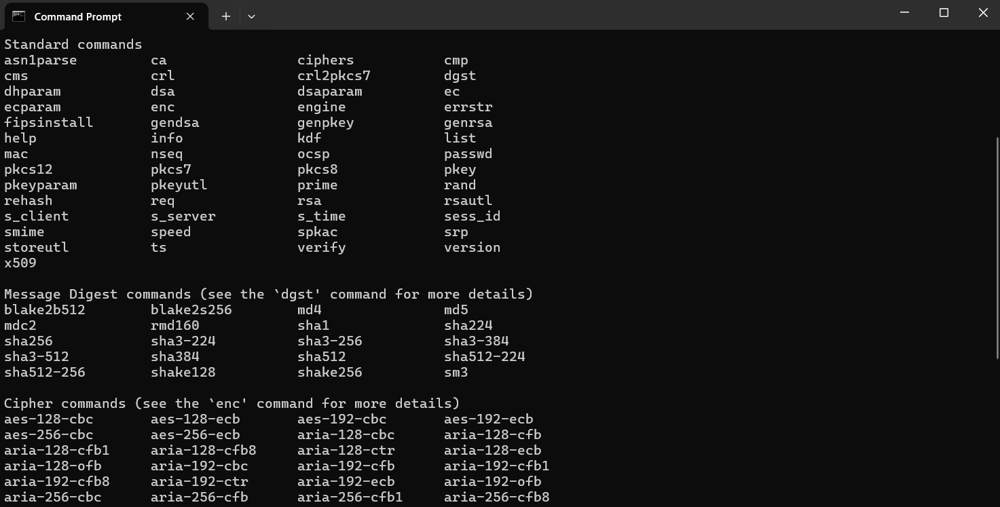 Command Prompt
Standard commands
asn1parse ca ciphers cmp
cms crl crl2pkcs7 dgst
dhparam dsa dsaparam ec
ecparam enc engine errstr
fipsinstall gendsa genpkey genrsa
help info kdf list
mac nseq ocsp passwd
pkcs12 pkcs7 pkcs8 pkey
pkeyparam pkeyutl prime rand
rehash req rsa rsautl
s_client s_server s_time sess_id
smime speed spkac srp
storeutl ts verify version
x509
Message Digest commands (see the `dgst' command for more details)
blake2b512 blake2s256 md4 md5
mdc2 rmd160 sha1 sha224
sha256 sha3-224 sha3-256 sha3-384
sha3-512 sha384 sha512 sha512-224
sha512-256 shake128 shake256 sm3
Cipher commands (see the `enc' command for more details)
aes-128-cbc aes-128-ecb aes-192-cbc aes-192-ecb
aes-256-cbc aes-256-ecb aria-128-cbc aria-128-cfb
aria-128-cfb1 aria-128-cfb8 aria-128-ctr aria-128-ecb
aria-128-ofb aria-192-cbc aria-192-cfb aria-192-cfb1
aria-192-cfb8 aria-192-ctr aria-192-ecb aria-192-ofb
aria-256-cbc aria-256-cfb aria-256-cfb1 aria-256-cfb8